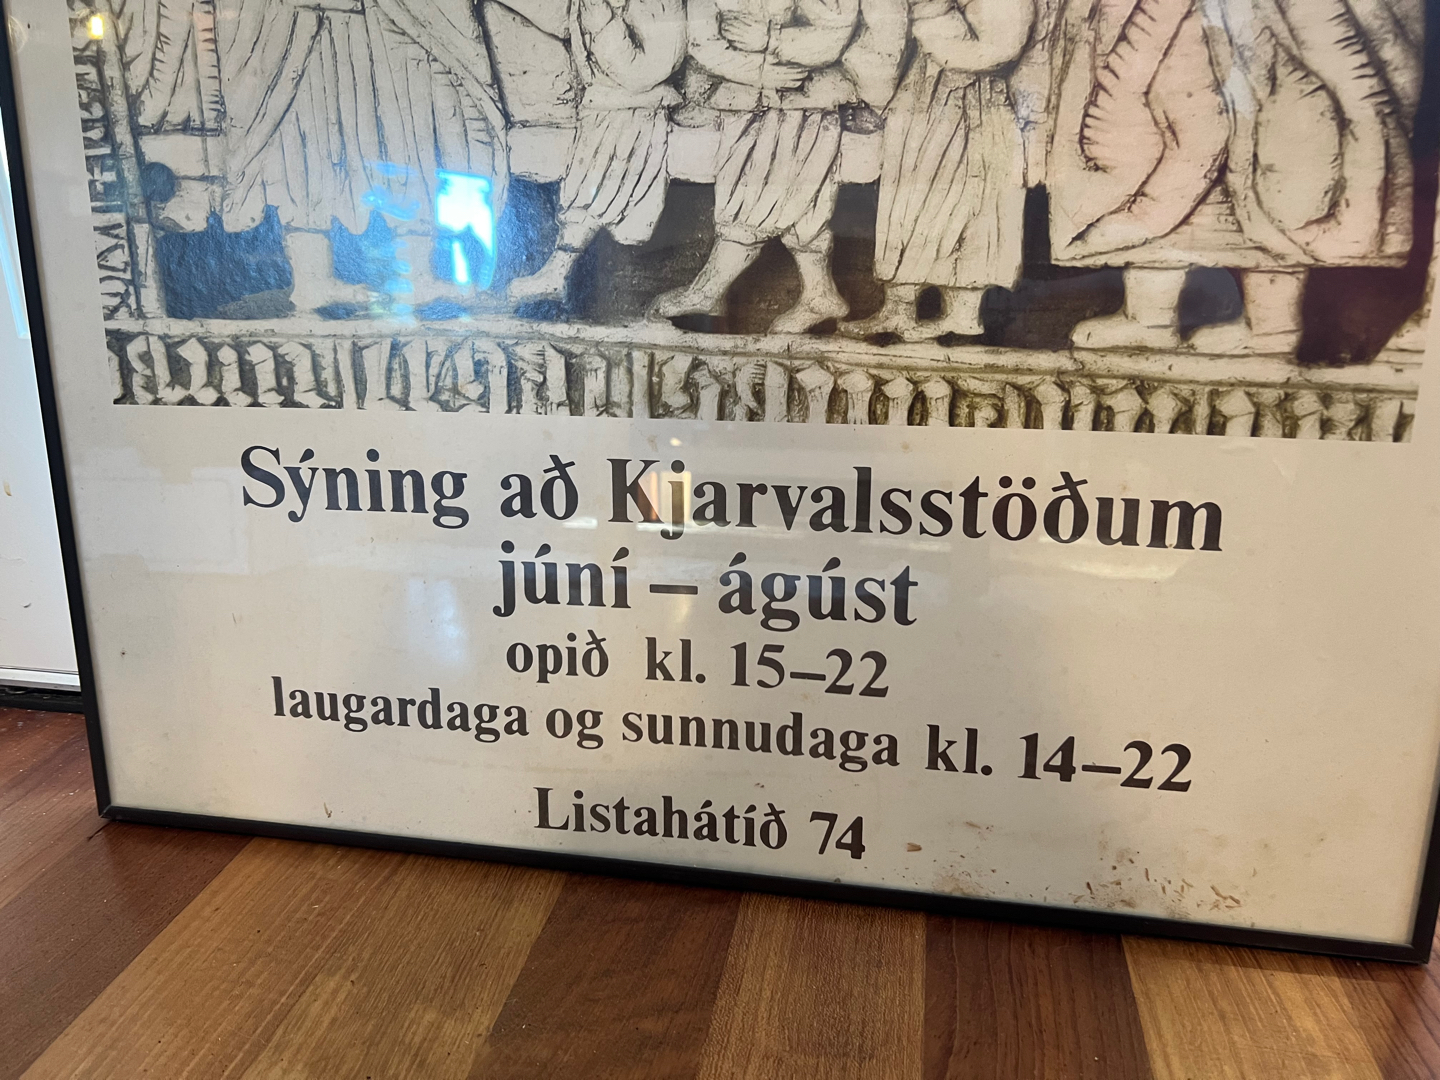 Sýning að Kjarvalsstöðum
júní – ágúst
opið kl. 15–22
laugardaga og sunnudaga kl. 14–22
Listahátíð 74